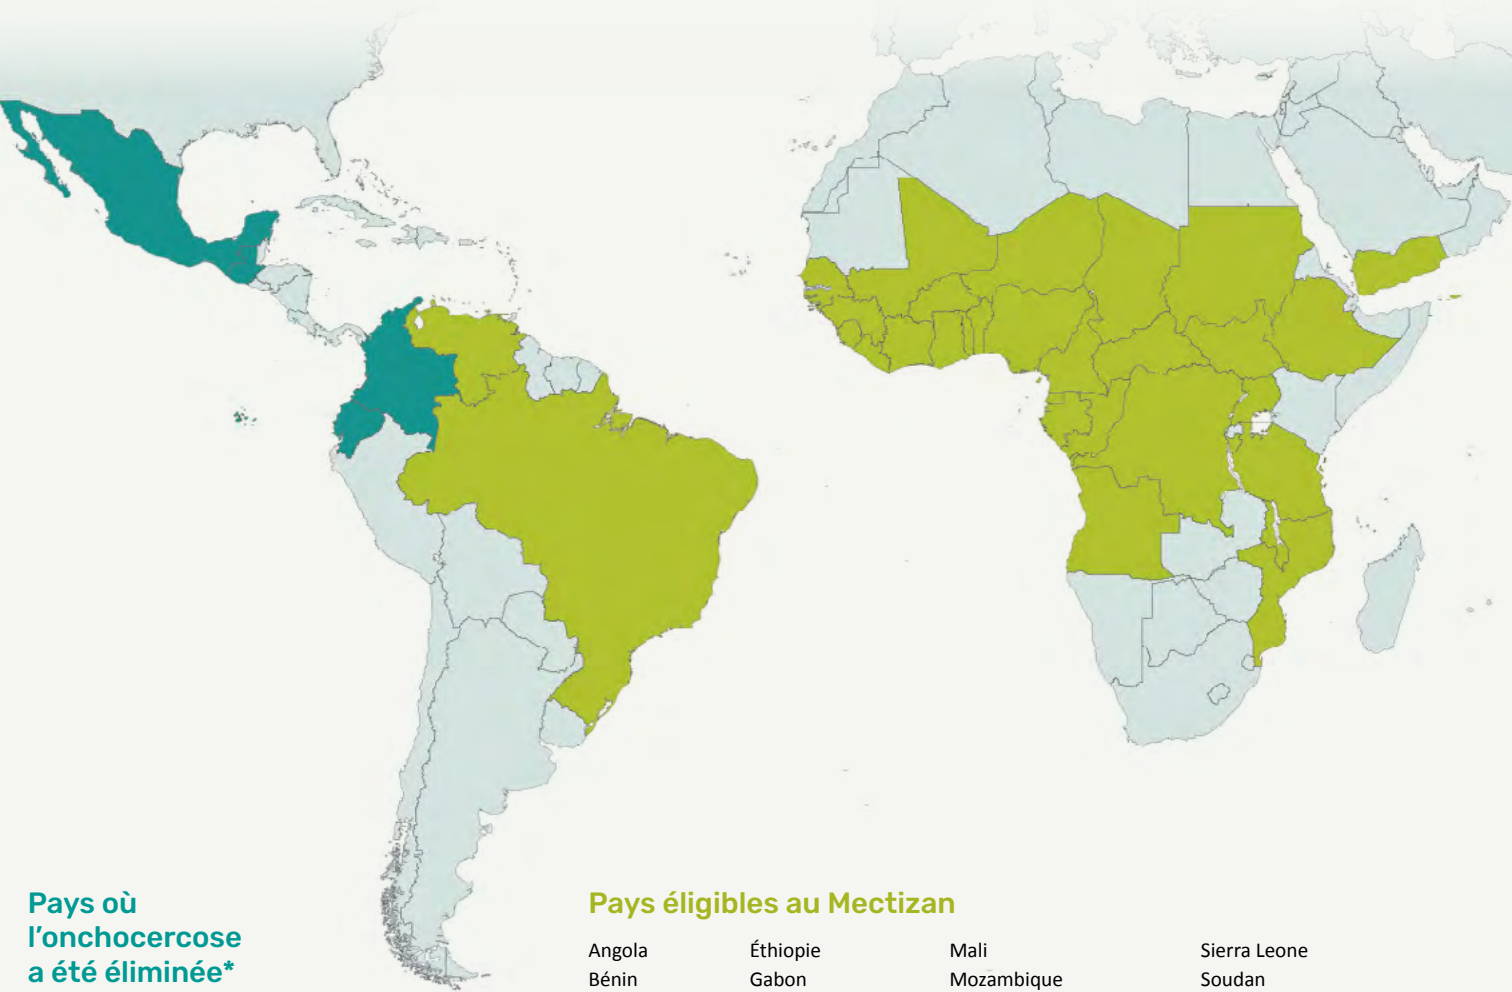 Pays où
l'onchocercose
a été éliminée*
Pays éligibles au Mectizan
Angola Éthiopie Mali Sierra Leone
Bénin Gabon Mozambique Soudan